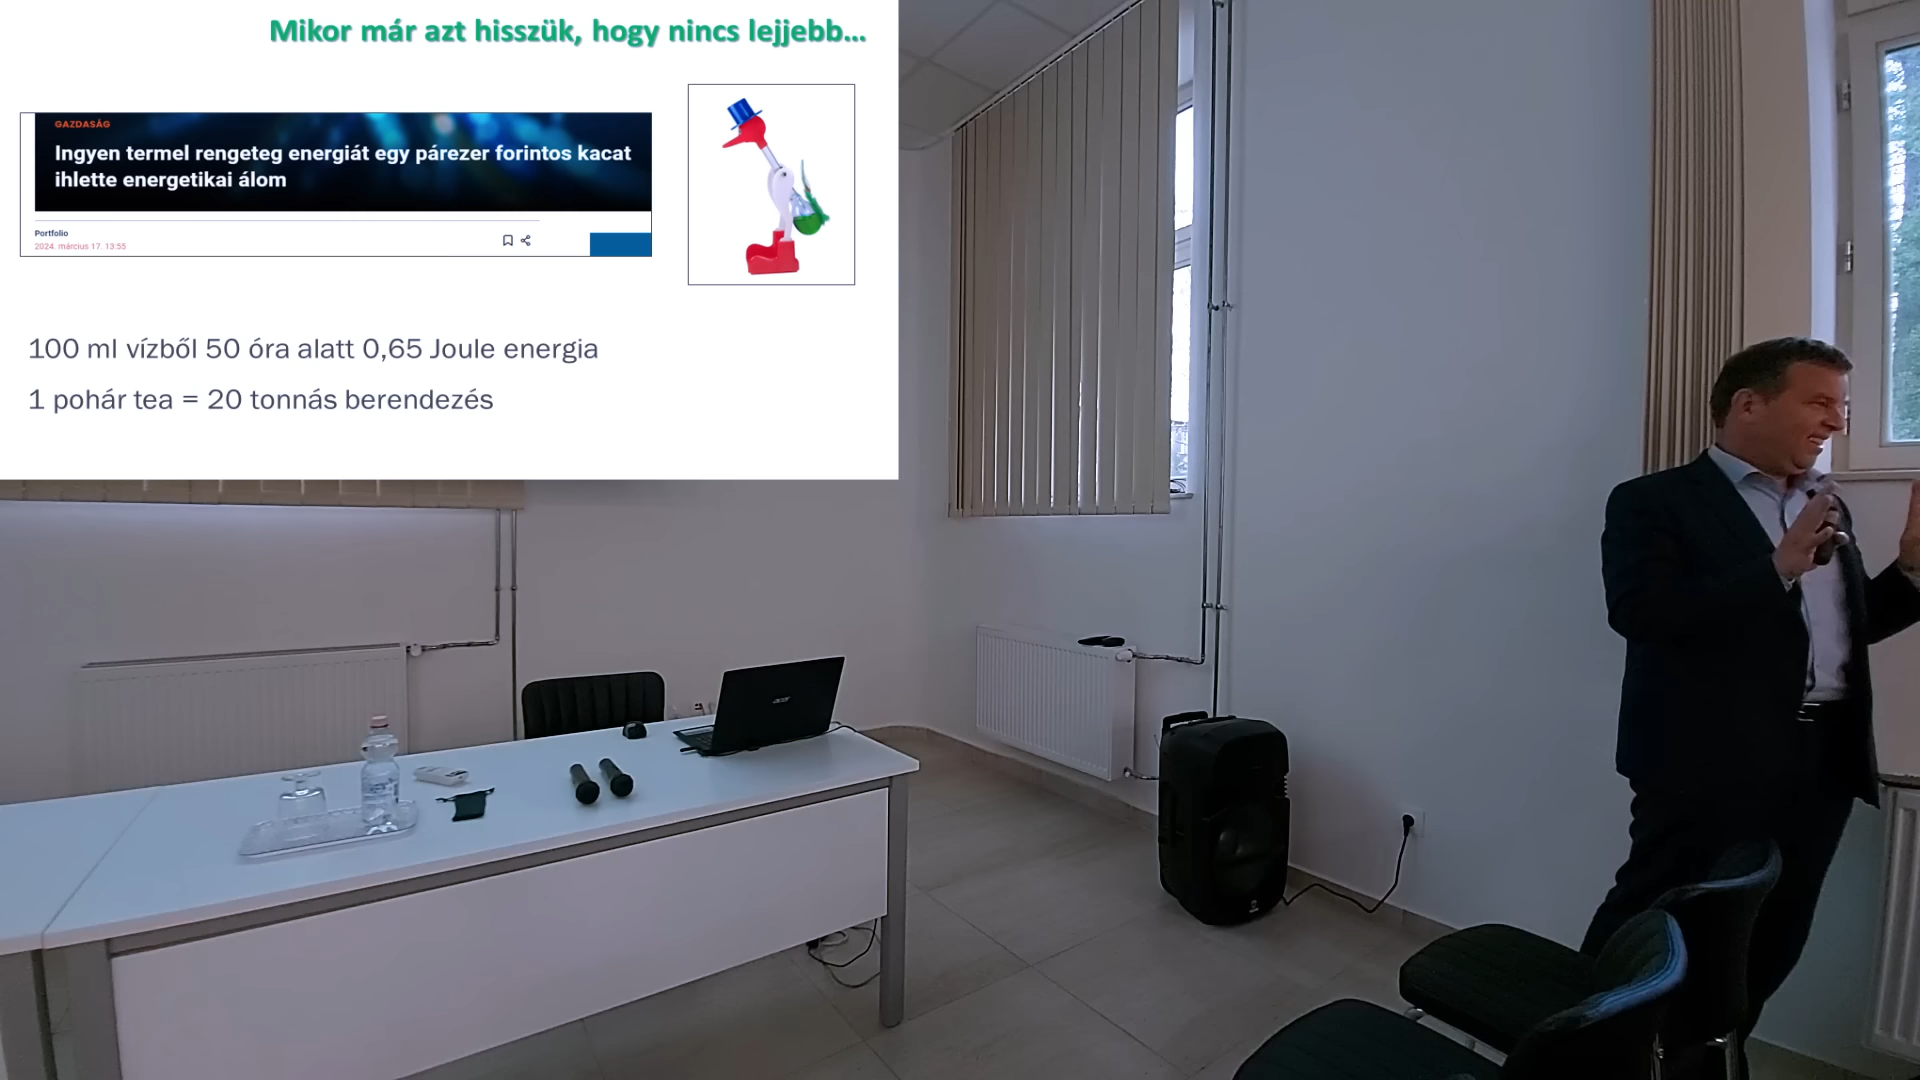 Mikor már azt hisszük, hogy nincs lejjebb...
GAZDASÁG
Ingyen termel rengeteg energiát egy párezer forintos kacat
ihlette energetikai álom
Portfolio
2024. március 17. 13:55
100 ml vízből 50 óra alatt 0,65 Joule energia
1 pohár tea = 20 tonnás berendezés
acer